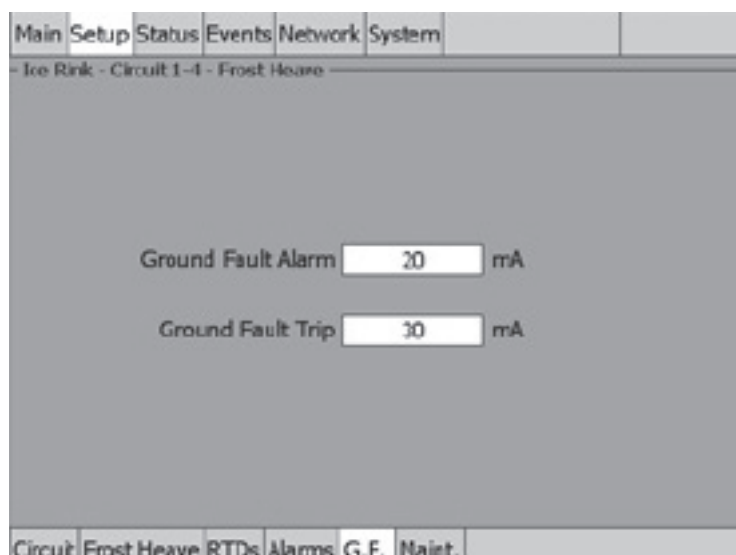 Main Setup Status Events Network System
Ice Rink - Circuit 1-4 - Frost Heave
Ground Fault Alarm 20 mA
Ground Fault Trip 30 mA
Circuit Frost Heave RTDs Alarms G.F. Maint.